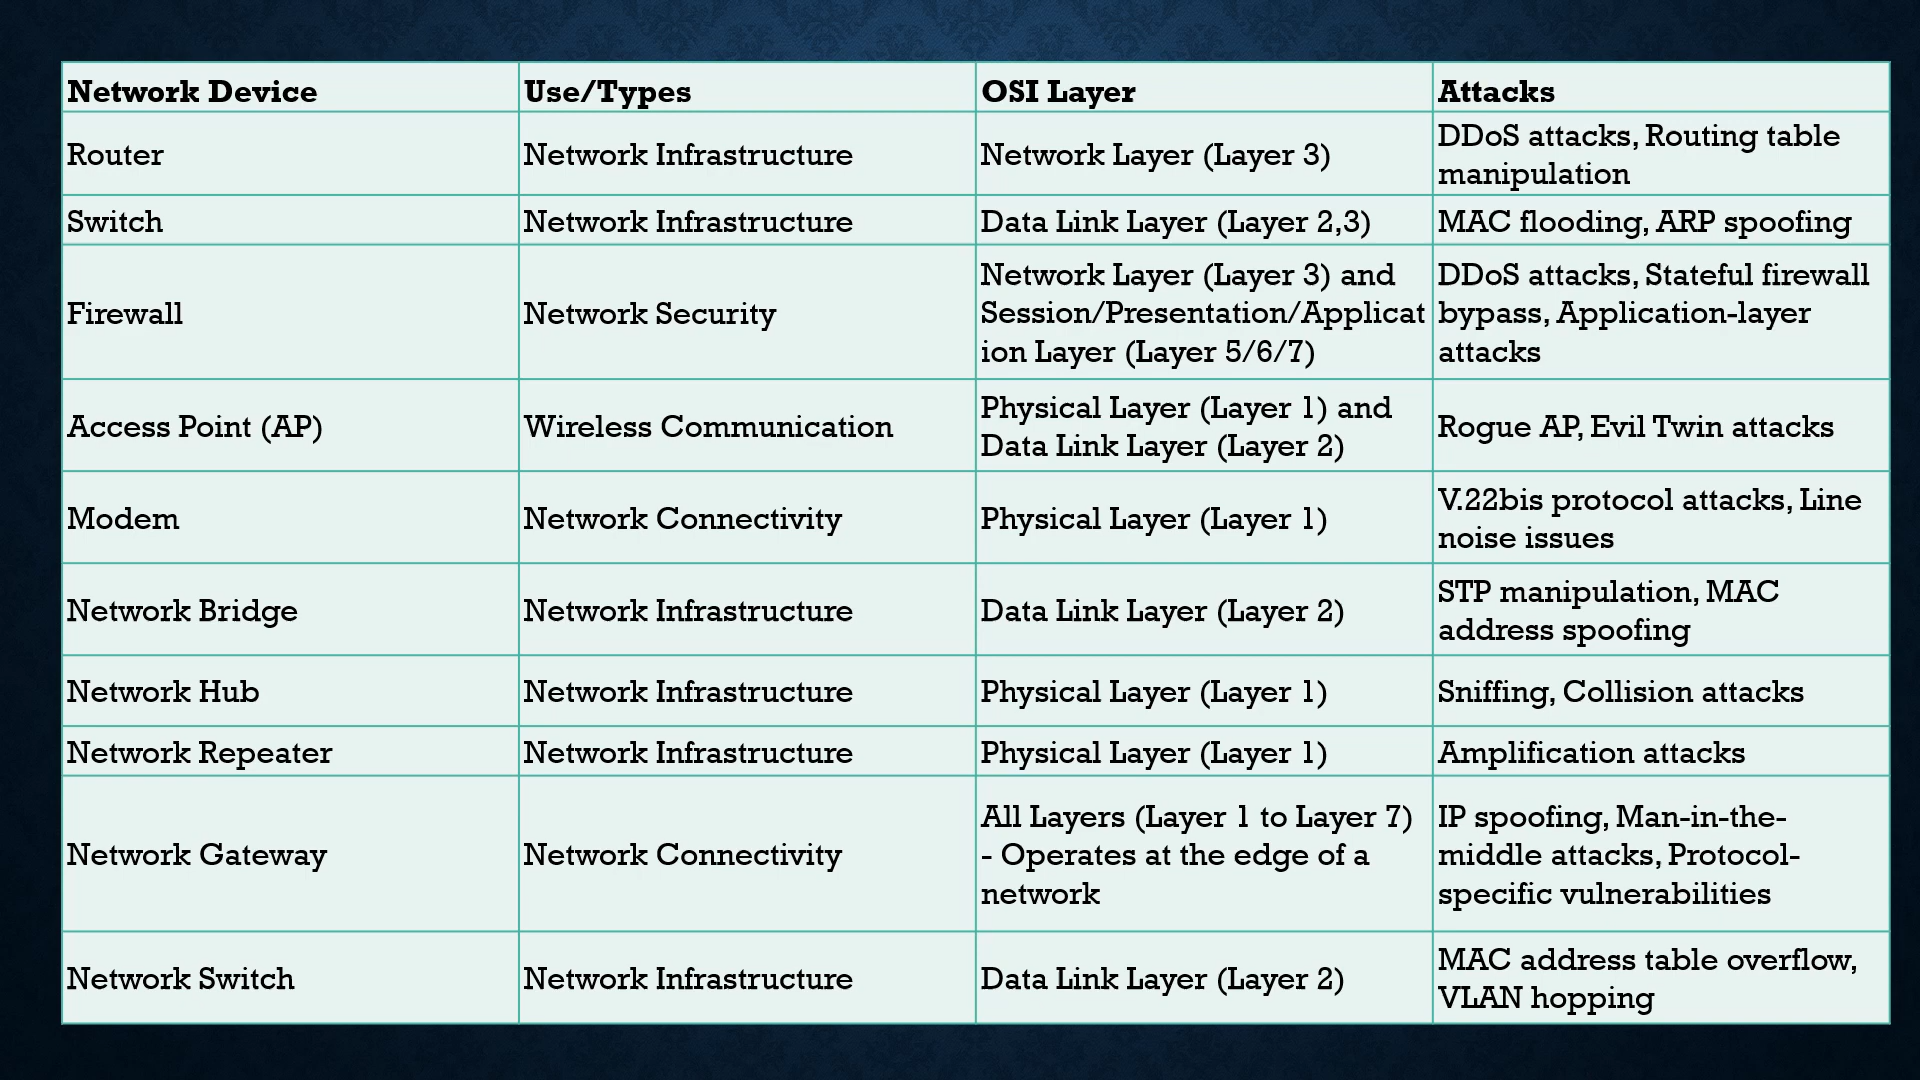 Network Device
Use/Types
OSI Layer
Attacks
Router
Network Infrastructure
Network Layer (Layer 3)
DDoS attacks, Routing table
manipulation
Switch
Network Infrastructure
Data Link Layer (Layer 2,3)
MAC flooding, ARP spoofing
Firewall
Network Security
Network Layer (Layer 3) and
Session/Presentation/Applicat
ion Layer (Layer 5/6/7)
DDoS attacks, Stateful firewall
bypass, Application-layer
attacks
Access Point (AP)
Wireless Communication
Physical Layer (Layer 1) and
Data Link Layer (Layer 2)
Rogue AP, Evil Twin attacks
Modem
Network Connectivity
Physical Layer (Layer 1)
V.22bis protocol attacks, Line
noise issues
Network Bridge
Network Infrastructure
Data Link Layer (Layer 2)
STP manipulation, MAC
address spoofing
Network Hub
Network Infrastructure
Physical Layer (Layer 1)
Sniffing, Collision attacks
Network Repeater
Network Infrastructure
Physical Layer (Layer 1)
Amplification attacks
Network Gateway
Network Connectivity
All Layers (Layer 1 to Layer 7)
- Operates at the edge of a
network
IP spoofing, Man-in-the-
middle attacks, Protocol-
specific vulnerabilities
Network Switch
Network Infrastructure
Data Link Layer (Layer 2)
MAC address table overflow,
VLAN hopping